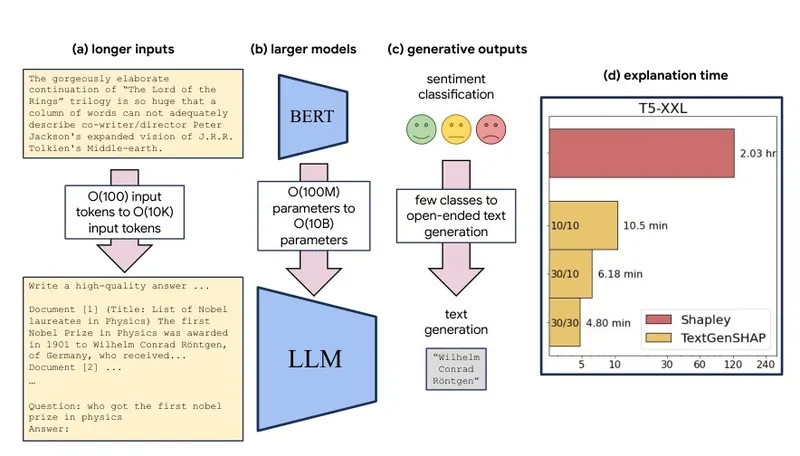 (a) longer inputs
The gorgeously elaborate
continuation of “The Lord of the
Rings” trilogy is so huge that a
column of words can not adequately
describe co-writer/director Peter
Jackson's expanded vision of J.R.R.
Tolkien's Middle-earth.
O(100) input
tokens to O(10K)
input tokens
Write a high-quality answer ...
Document [1] (Title: List of Nobel
laureates in Physics) The first
Nobel Prize in Physics was awarded
in 1901 to Wilhelm Conrad Röntgen,
of Germany, who received...
Document [2] ...
…
Question: who got the first nobel
prize in physics
Answer:
(b) larger models
BERT
O(100M)
parameters to
O(10B)
parameters
LLM
(c) generative outputs
sentiment
classification
few classes to
open-ended text
generation
text
generation
“Wilhelm
Conrad
Röntgen”
(d) explanation time
T5-XXL
2.03 hr
10/10 10.5 min
30/10 6.18 min
30/30 4.80 min
Shapley
TextGenSHAP
5 10 30 60 120 240